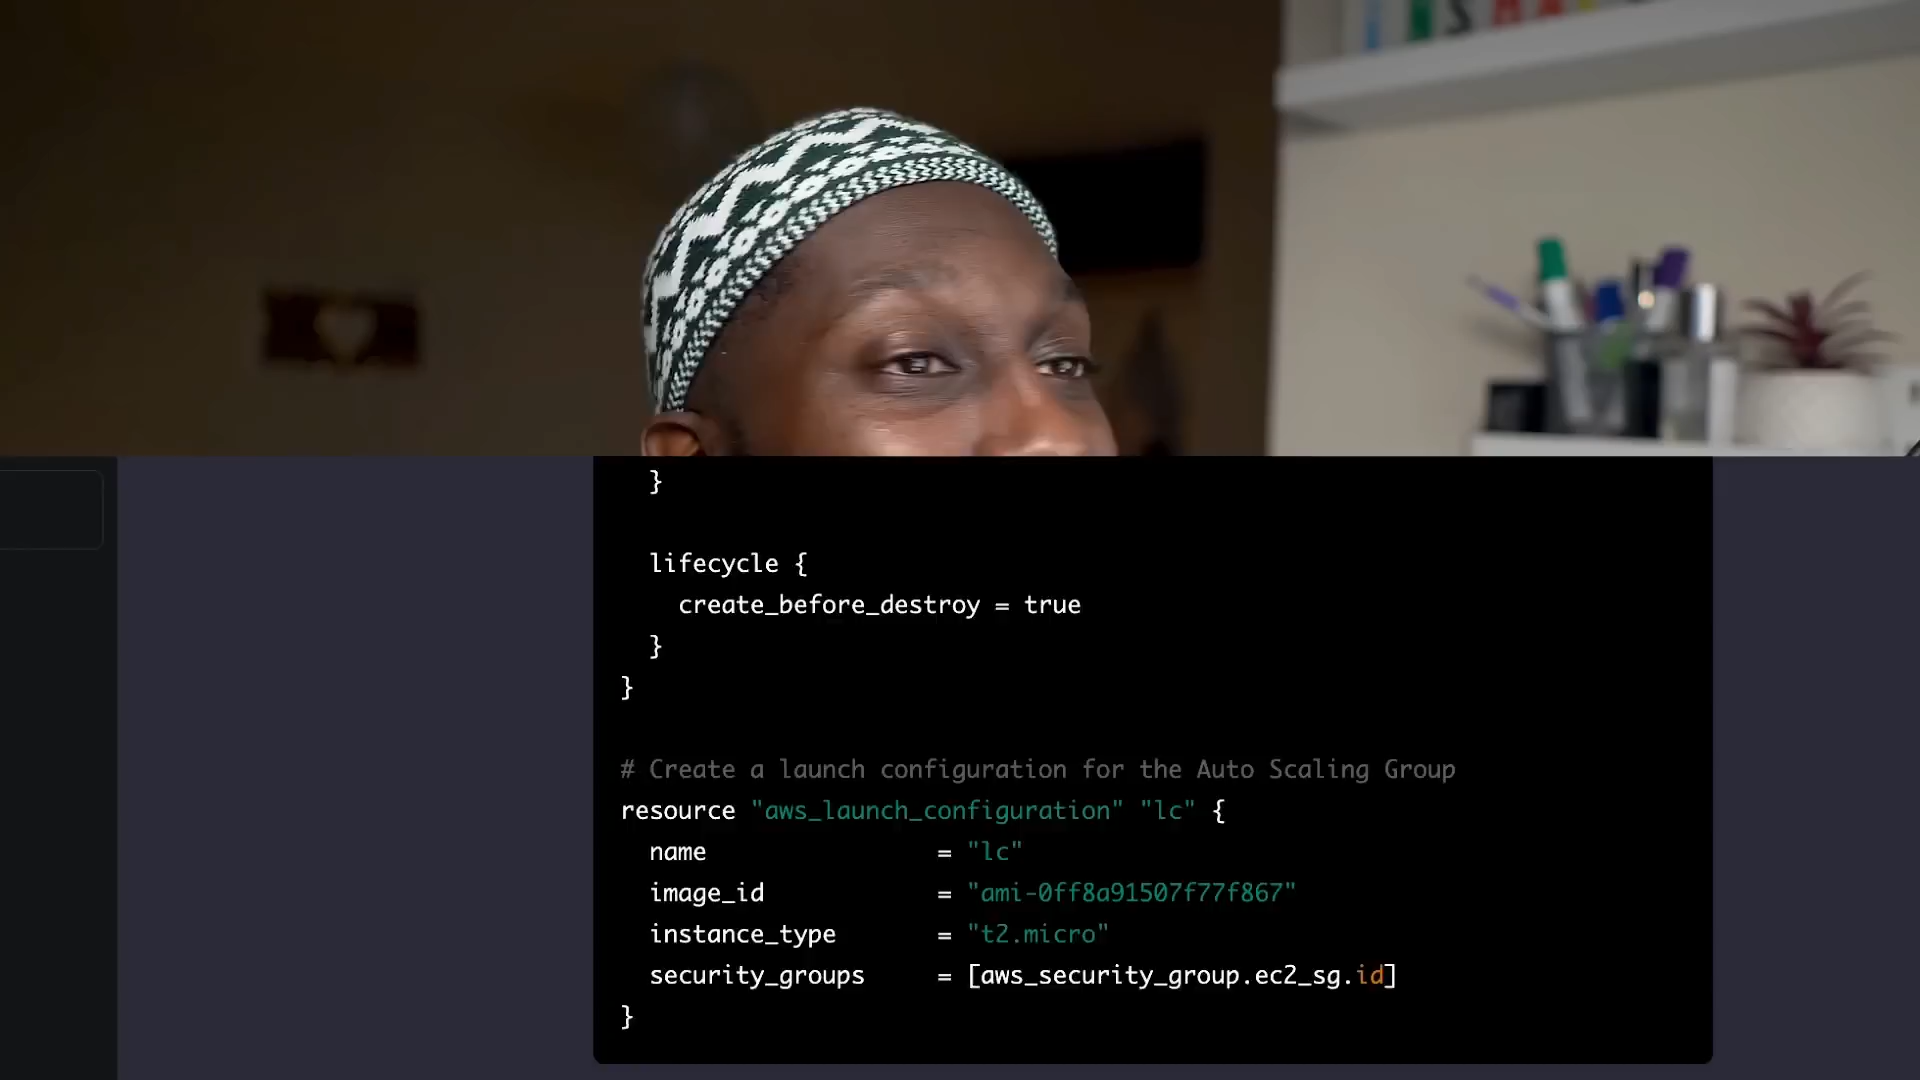 }
lifecycle {
create_before_destroy = true
}
}
# Create a launch configuration for the Auto Scaling Group
resource "aws_launch_configuration" "lc" {
name = "lc"
image_id = "ami-0ff8a91507f77f867"
instance_type = "t2.micro"
security_groups = [aws_security_group.ec2_sg.id]
}